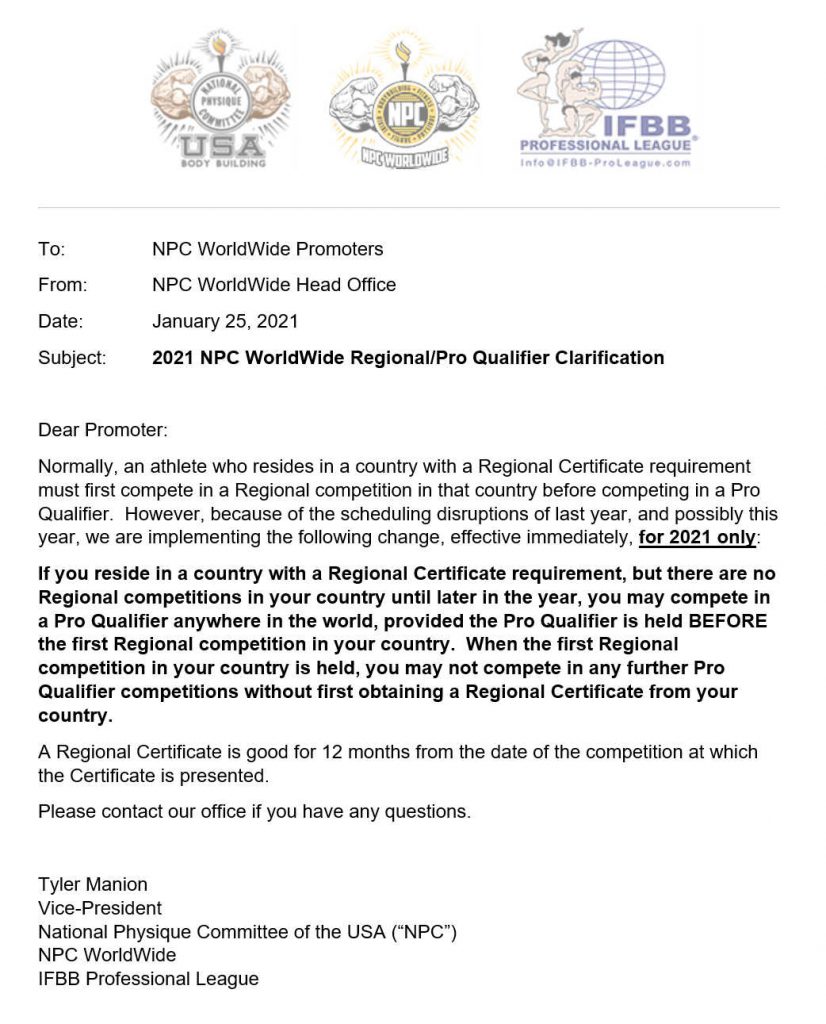 NATIONAL
PHYSIQUE
COMMITTEE
USA
BODY BUILDING
NPC
NPC WORLDWIDE
IFBB
PROFESSIONAL LEAGUE
Info@IFBB-ProLeague.com
To: NPC WorldWide Promoters
From: NPC WorldWide Head Office
Date: January 25, 2021
Subject: 2021 NPC WorldWide Regional/Pro Qualifier Clarification
Dear Promoter:
Normally, an athlete who resides in a country with a Regional Certificate requirement
must first compete in a Regional competition in that country before competing in a Pro
Qualifier.  However, because of the scheduling disruptions of last year, and possibly this
year, we are implementing the following change, effective immediately, for 2021 only:
If you reside in a country with a Regional Certificate requirement, but there are no
Regional competitions in your country until later in the year, you may compete in
a Pro Qualifier anywhere in the world, provided the Pro Qualifier is held BEFORE
the first Regional competition in your country.  When the first Regional
competition in your country is held, you may not compete in any further Pro
Qualifier competitions without first obtaining a Regional Certificate from your
country.
A Regional Certificate is good for 12 months from the date of the competition at which
the Certificate is presented.
Please contact our office if you have any questions.
Tyler Manion
Vice-President
National Physique Committee of the USA (“NPC”)
NPC WorldWide
IFBB Professional League